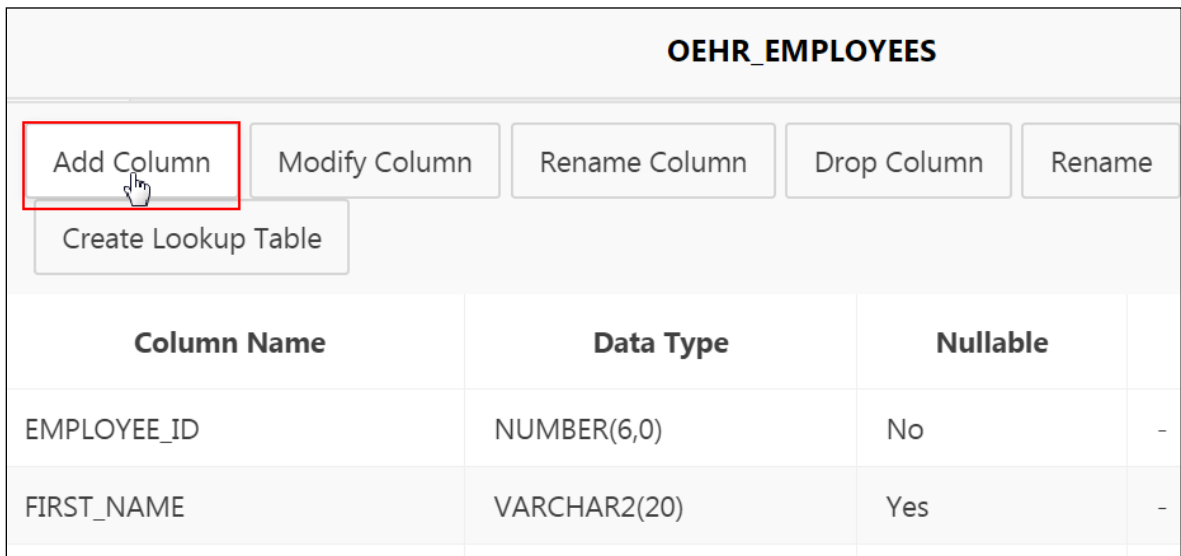 OEHR_EMPLOYEES
Add Column Modify Column Rename Column Drop Column Rename
Create Lookup Table
Column Name Data Type Nullable
EMPLOYEE_ID NUMBER(6,0) No -
FIRST_NAME VARCHAR2(20) Yes -